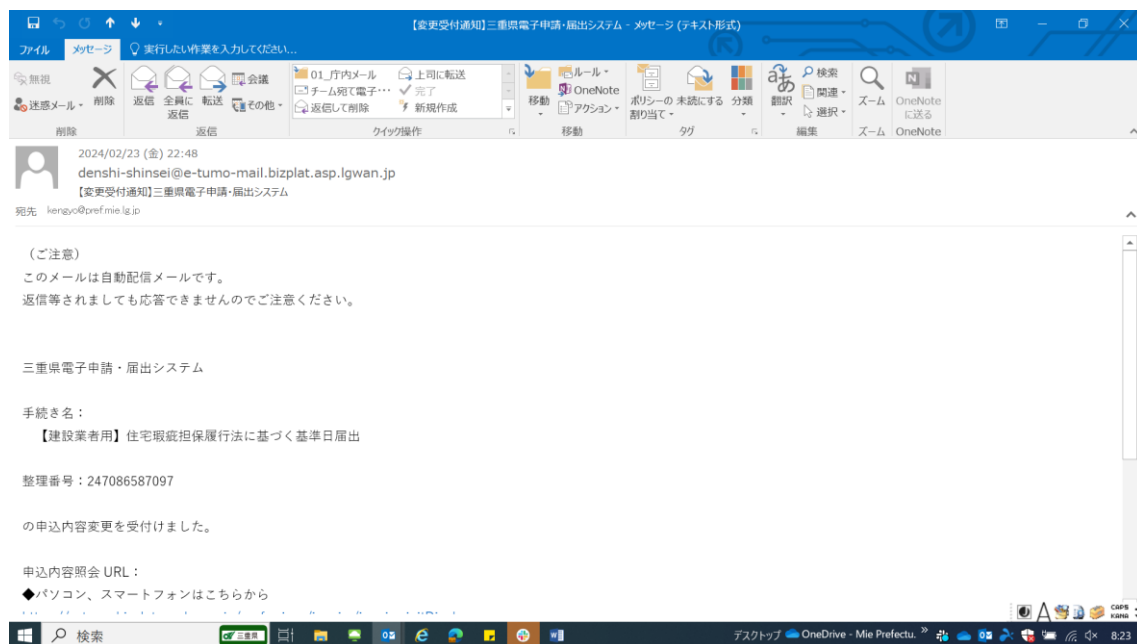 【変更受付通知】三重県電子申請・届出システム - メッセージ (テキスト形式)
ファイル メッセージ 実行したい作業を入力してください...
無視
迷惑メール
削除
返信 全員に返信 転送
会議
その他
01_庁内メール 上司に転送
チーム宛て電子… 完了
返信して削除 新規作成
移動
ルール
OneNote
アクション
ポリシーの割り当て 未読にする 分類
翻訳
検索
関連
選択
ズーム
OneNoteに送る
削除 返信 クイック操作 移動 タグ 編集 ズーム OneNote
2024/02/23 (金) 22:48
denshi-shinsei@e-tumo-mail.bizplat.asp.lgwan.jp
【変更受付通知】三重県電子申請・届出システム
宛先 kengyo@pref.mie.lg.jp
（ご注意）
このメールは自動配信メールです。
返信等されましても応答できませんのでご注意ください。
三重県電子申請・届出システム
手続き名：
【建設業者用】住宅瑕疵担保履行法に基づく基準日届出
整理番号：247086587097
の申込内容変更を受付けました。
申込内容照会 URL：
◆パソコン、スマートフォンはこちらから
A
CAPS
KANA
検索
三重県
デスクトップ OneDrive - Mie Prefectu. 8:23